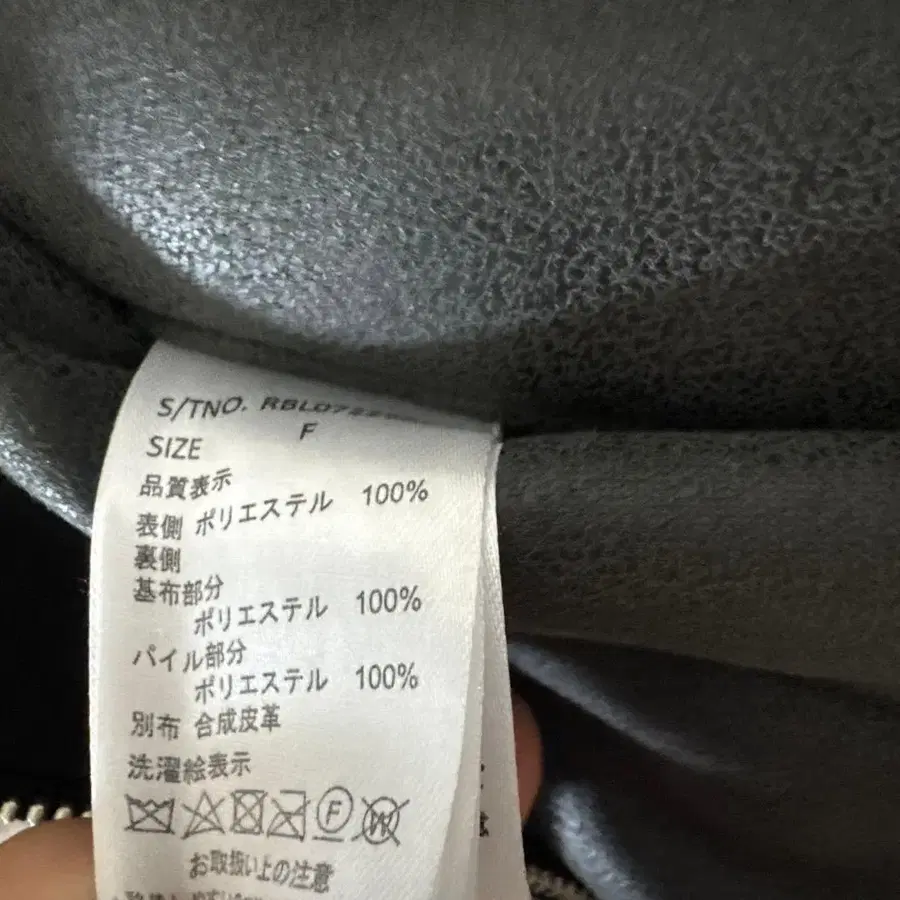 S/TNO.
SIZE F
品質表示
表側 ポリエステル 100%
裏側
基布部分
ポリエステル 100%
パイル部分
ポリエステル 100%
別布 合成皮革
洗濯絵表示
F W
お取扱い上の注意